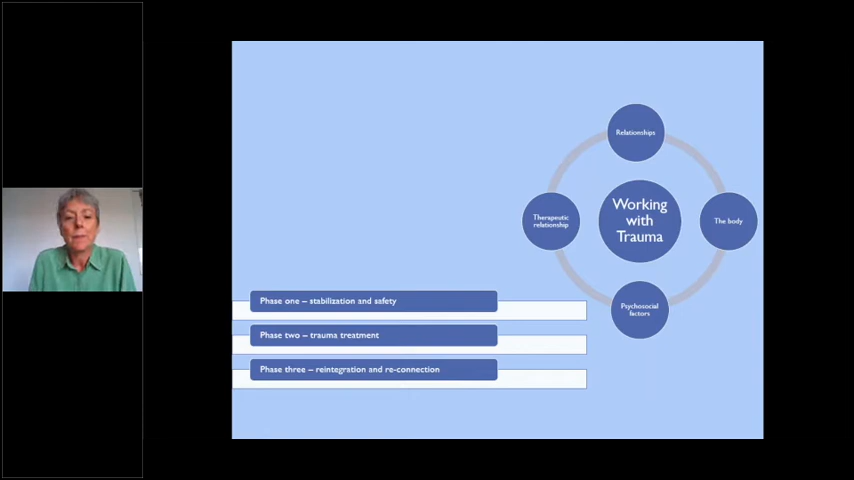 Relationships
Working
with
Trauma
Therapeutic
relationship
The body
Psychosocial
factors
Phase one – stabilization and safety
Phase two – trauma treatment
Phase three – reintegration and re-connection